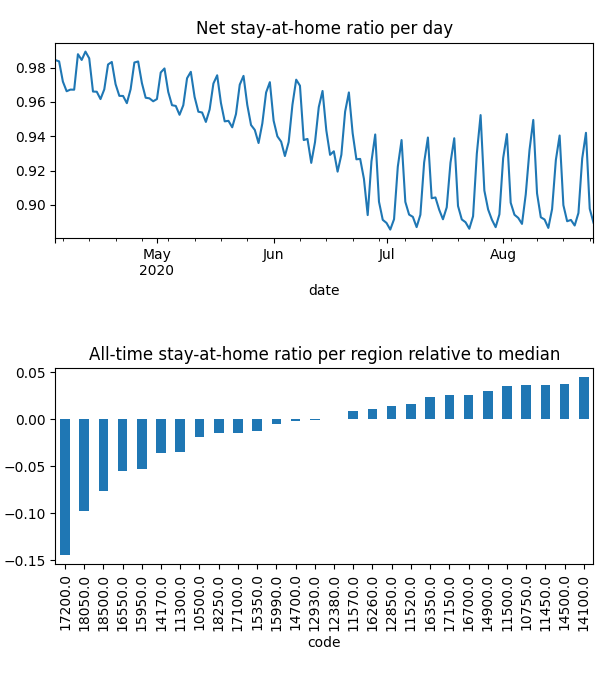 Net stay-at-home ratio per day
0.98
0.96
0.94
0.92
0.90
May Jun Jul Aug
2020
date
All-time stay-at-home ratio per region relative to median
0.05
0.00
−0.05
−0.10
−0.15
17200.0 18050.0 18500.0 16550.0 15950.0 14170.0 11300.0 10500.0 18250.0 17100.0 15350.0 15990.0 14700.0 12930.0 12380.0 11570.0 16260.0 12850.0 11520.0 16350.0 17150.0 16700.0 14900.0 11500.0 10750.0 11450.0 14500.0 14100.0
code